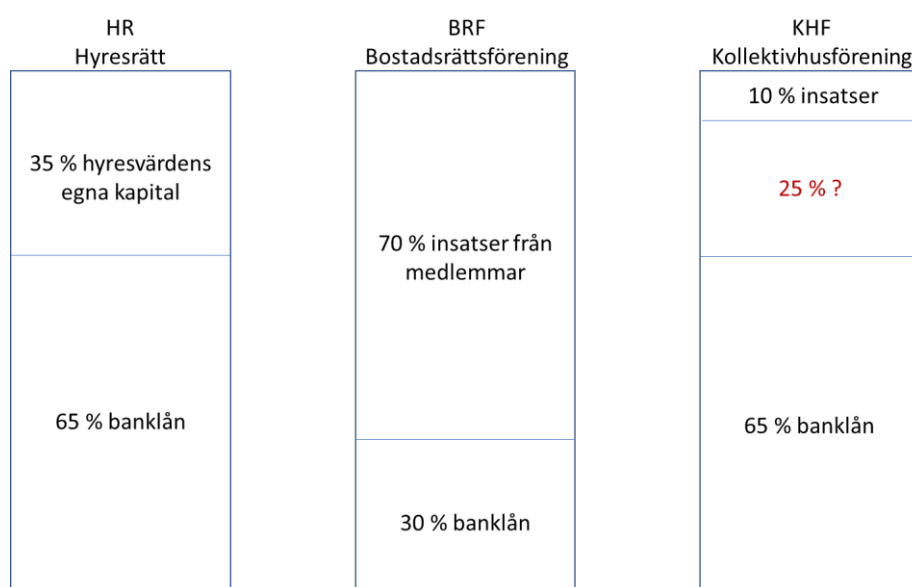 HR
Hyresrätt
35 % hyresvärdens
egna kapital
65 % banklån
BRF
Bostadsrättsförening
70 % insatser från
medlemmar
30 % banklån
KHF
Kollektivhusförening
10 % insatser
25 % ?
65 % banklån